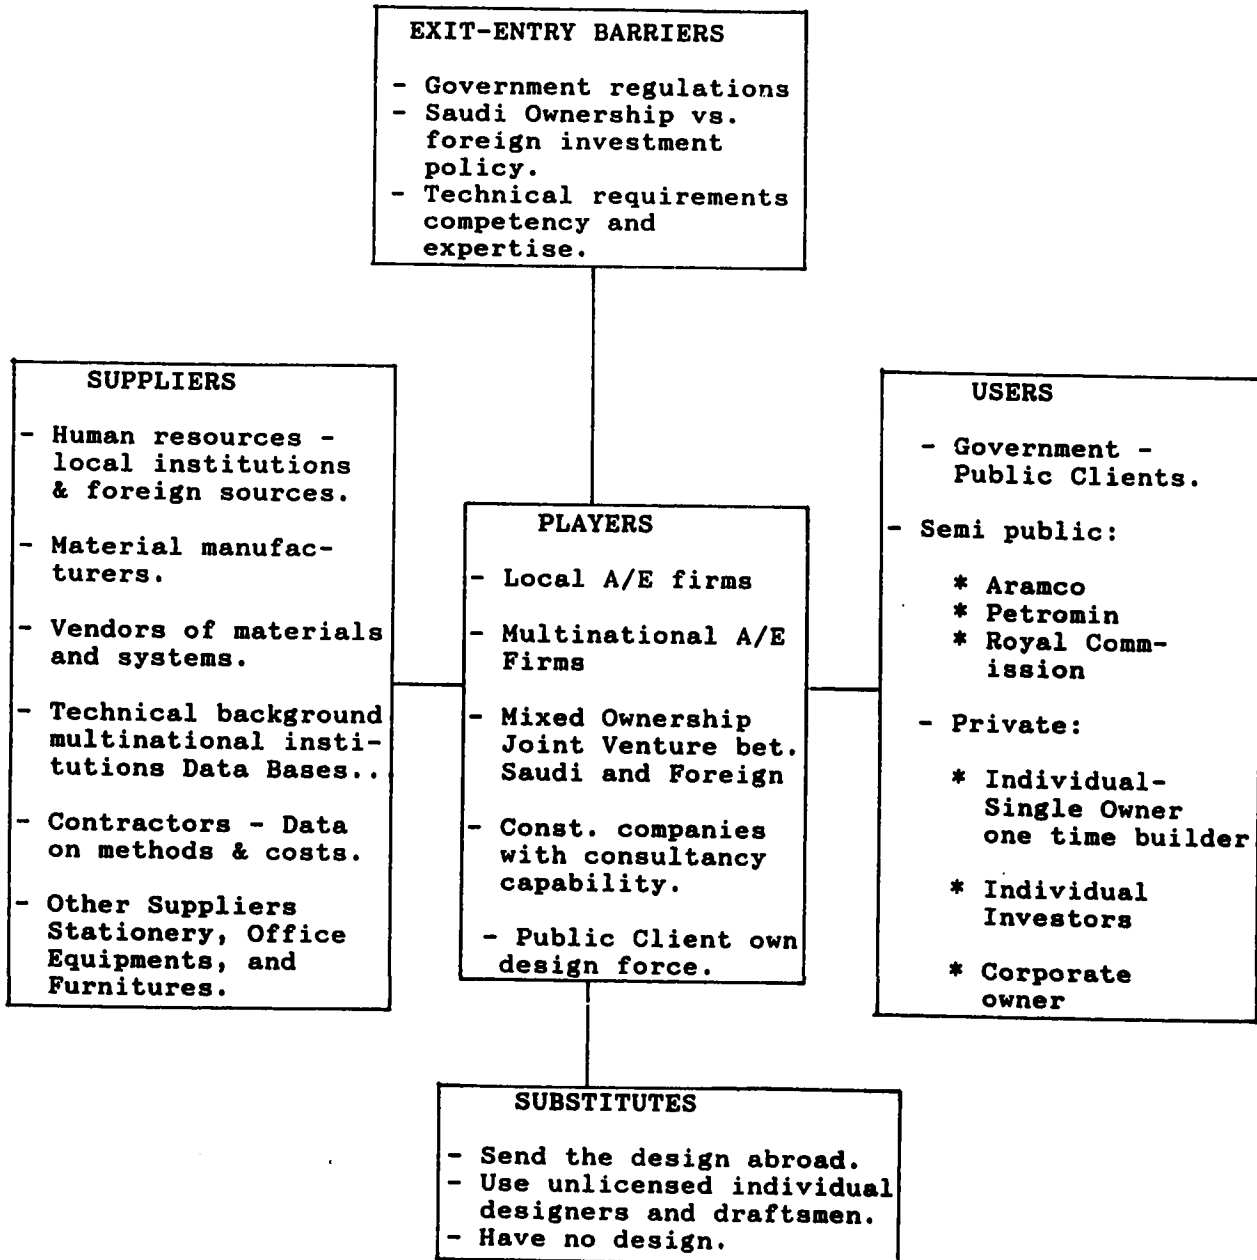 EXIT-ENTRY BARRIERS
- Government regulations
- Saudi Ownership vs.
foreign investment
policy.
- Technical requirements
competency and
expertise.
SUPPLIERS
- Human resources -
local institutions
& foreign sources.
- Material manufac-
turers.
- Vendors of materials
and systems.
- Technical background
multinational insti-
tutions Data Bases..
- Contractors - Data
on methods & costs.
- Other Suppliers
Stationery, Office
Equipments, and
Furnitures.
PLAYERS
- Local A/E firms
- Multinational A/E
Firms
- Mixed Ownership
Joint Venture bet.
Saudi and Foreign
- Const. companies
with consultancy
capability.
- Public Client own
design force.
USERS
- Government -
Public Clients.
- Semi public:
* Aramco
* Petromin
* Royal Comm-
ission
- Private:
* Individual-
Single Owner
one time builder
* Individual
Investors
* Corporate
owner
SUBSTITUTES
- Send the design abroad.
- Use unlicensed individual
designers and draftsmen.
- Have no design.